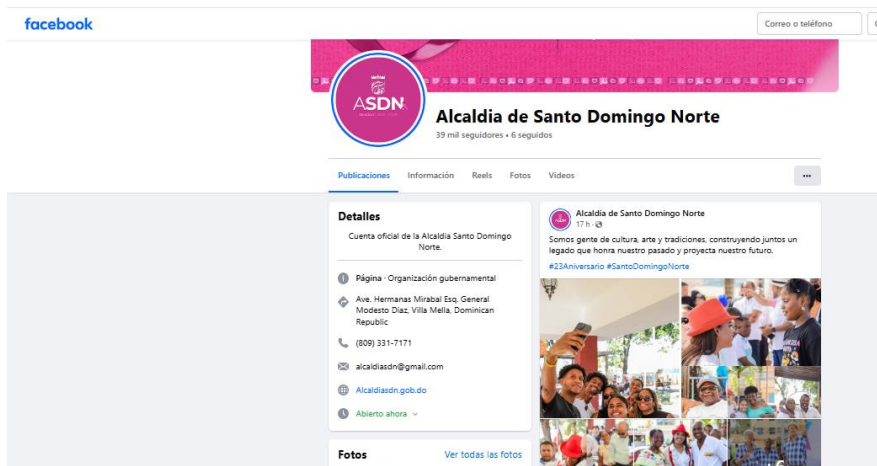 facebook
Correo o teléfono
ASDN
Alcaldia de Santo Domingo Norte
39 mil seguidores • 6 seguidos
Publicaciones
Información
Reels
Fotos
Videos
...
Detalles
Cuenta oficial de la Alcaldía Santo Domingo
Norte.
Página · Organización gubernamental
Ave. Hermanas Mirabal Esq. General
Modesto Diaz, Villa Mella, Dominican
Republic
(809) 331-7171
alcaldiasdn@gmail.com
Alcaldiasdn.gob.do
Abierto ahora
Fotos
Ver todas las fotos
Alcaldia de Santo Domingo Norte
17 h ·
Somos gente de cultura, arte y tradiciones, construyendo juntos un
legado que honra nuestro pasado y proyecta nuestro futuro.
#23Aniversario #SantoDomingoNorte